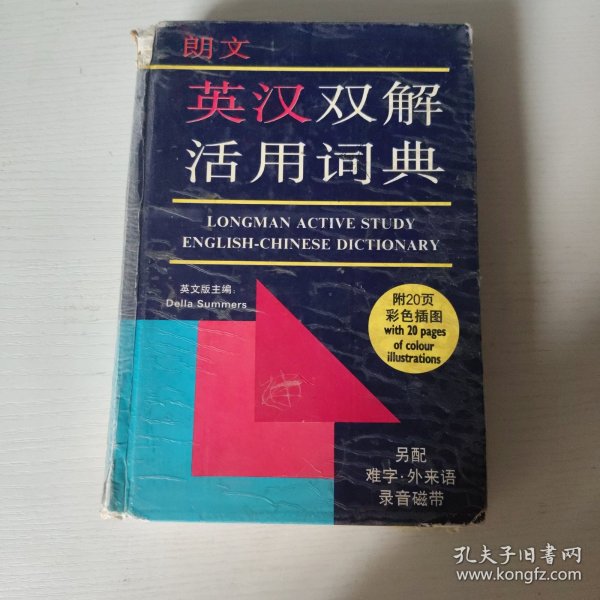 朗文
英汉双解
活用词典
LONGMAN ACTIVE STUDY
ENGLISH-CHINESE DICTIONARY
英文版主编:
Della Summers
附20页
彩色插图
with 20 pages
of colour
illustrations
另配
难字·外来语
录音磁带
孔夫子旧书网
www.kongfz.com